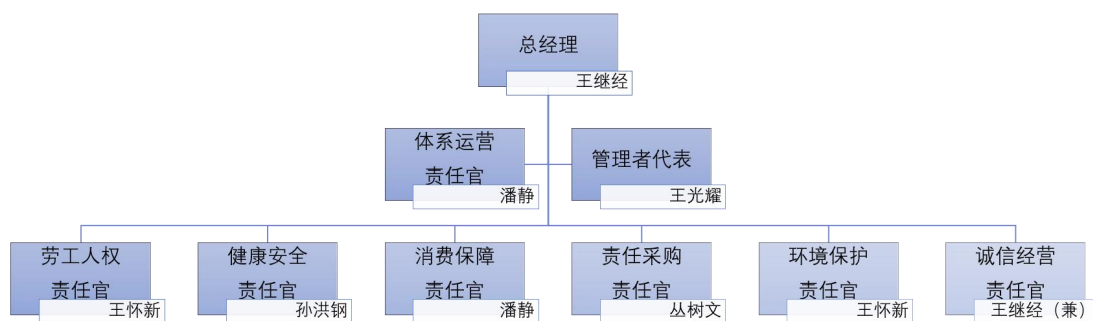 总经理
王继经
体系运营
责任官
潘静
管理者代表
王光耀
劳工人权
责任官
王怀新
健康安全
责任官
孙洪钢
消费保障
责任官
潘静
责任采购
责任官
丛树文
环境保护
责任官
王怀新
诚信经营
责任官
王继经（兼）